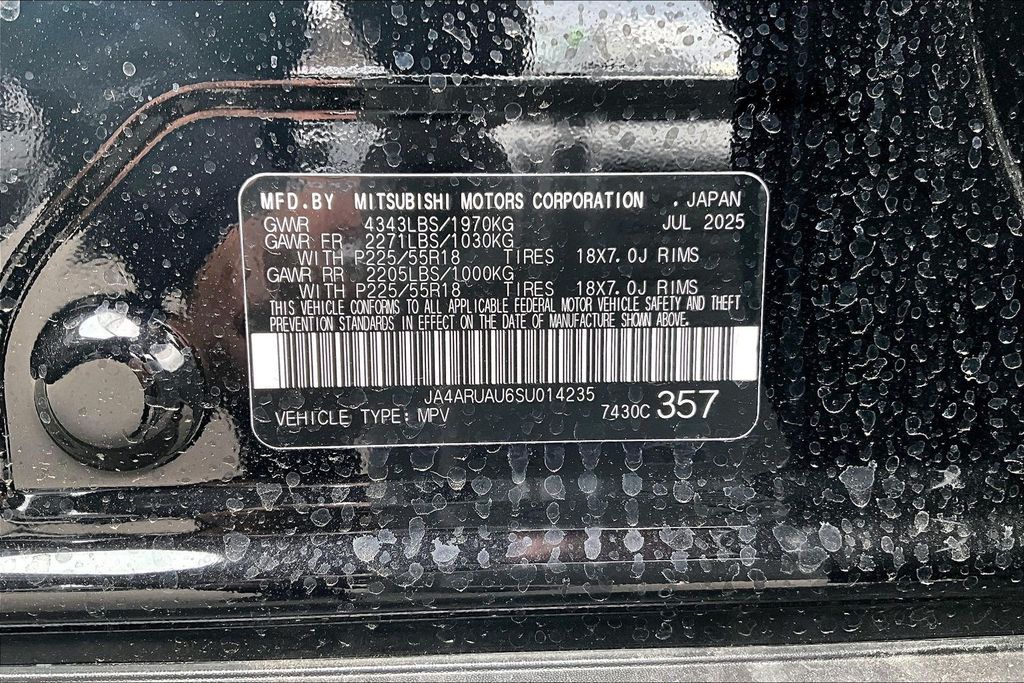 MFD.BY MITSUBISHI MOTORS CORPORATION . JAPAN
GVWR 4343LBS/1970KG JUL 2025
GAWR FR 2271LBS/1030KG
WITH P225/55R18 TIRES 18X7.0J RIMS
GAWR RR 2205LBS/1000KG
WITH P225/55R18 TIRES 18X7.0J RIMS
THIS VEHICLE CONFORMS TO ALL APPLICABLE FEDERAL MOTOR VEHICLE SAFETY AND THEFT
PREVENTION STANDARDS IN EFFECT ON THE DATE OF MANUFACTURE SHOWN ABOVE.
JA4ARUAU6SU014235
VEHICLE TYPE: MPV 7430C 357